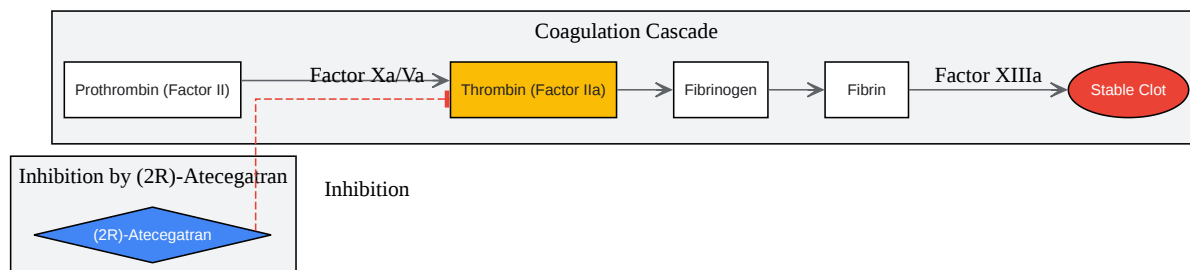 Coagulation Cascade
Prothrombin (Factor II)
Factor Xa/Va
Thrombin (Factor IIa)
Fibrinogen
Fibrin
Factor XIIIa
Stable Clot
Inhibition by (2R)-Atecegatran
Inhibition
(2R)-Atecegatran